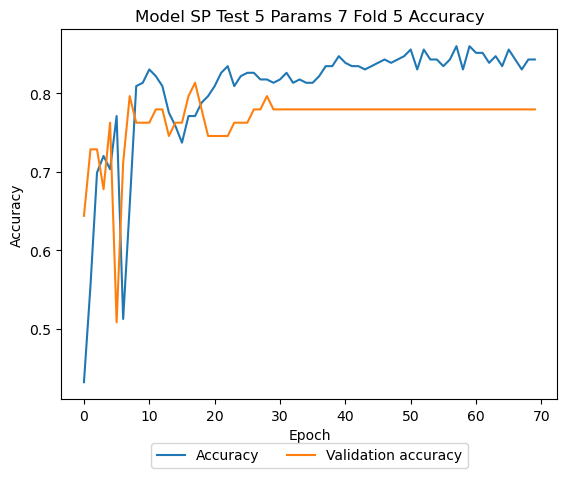 Model SP Test 5 Params 7 Fold 5 Accuracy
Accuracy
0.8
0.7
0.6
0.5
0 10 20 30 40 50 60 70
Epoch
Accuracy Validation accuracy